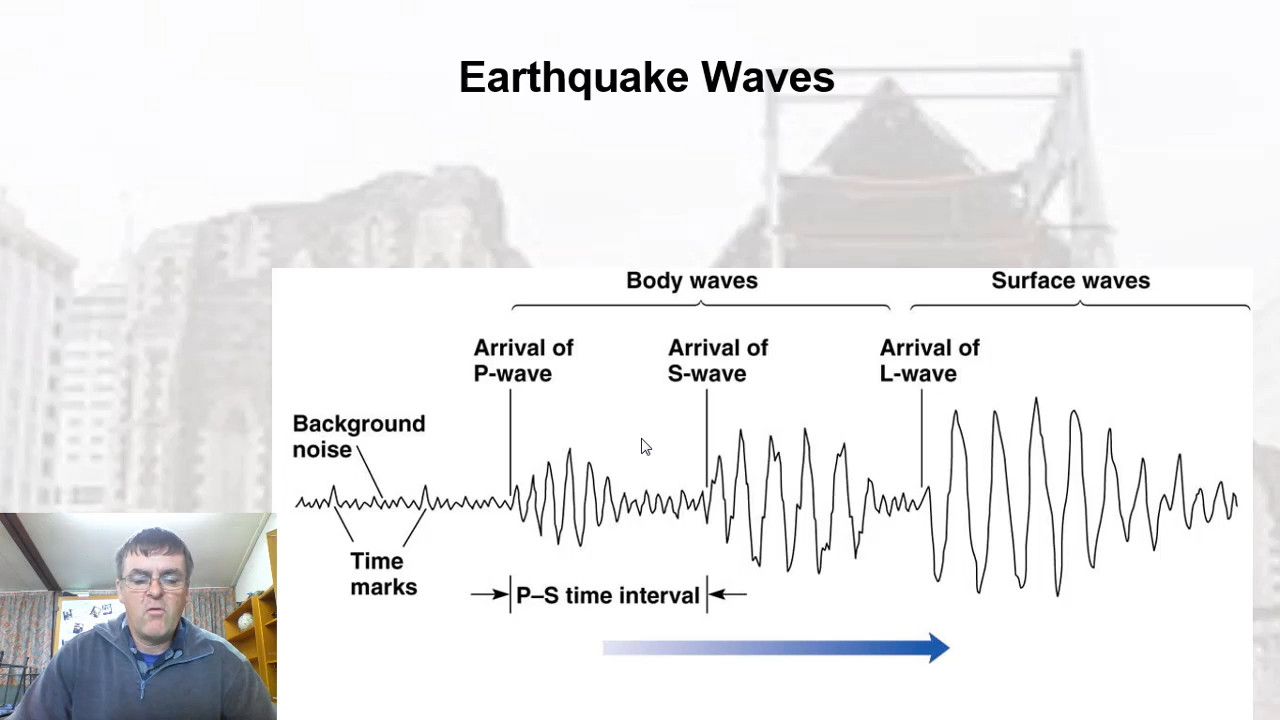 Earthquake Waves
Body waves
Surface waves
Arrival of
P-wave
Arrival of
S-wave
Arrival of
L-wave
Background
noise
Time
marks
P–S time interval